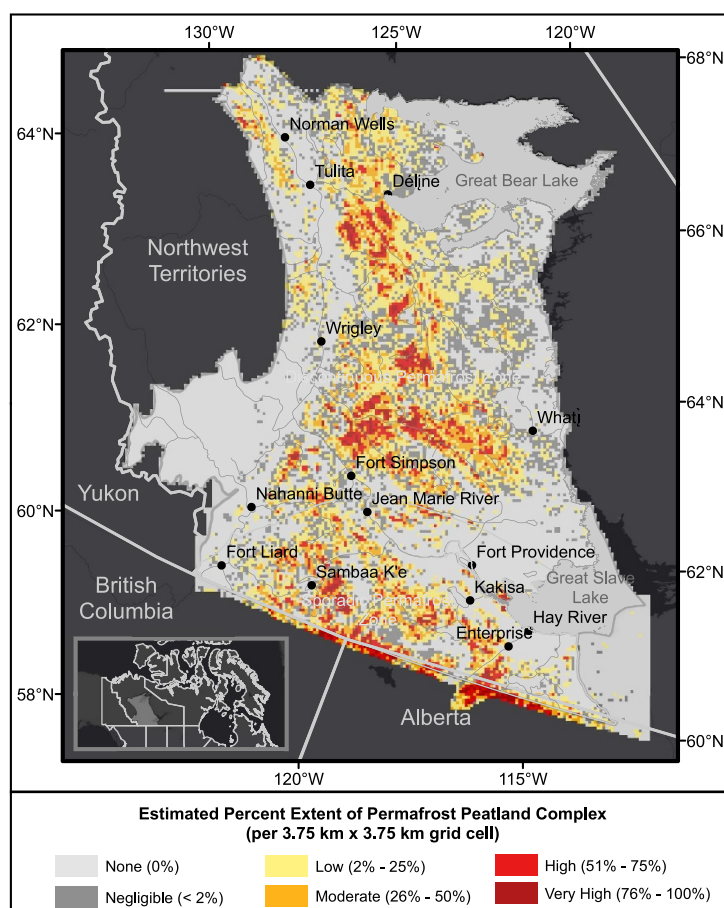 130°W 125°W 120°W
68°N
64°N
Norman Wells
Tulita
Déline
Great Bear Lake
66°N
Northwest
Territories
62°N
Wrigley
64°N
Whatì
Fort Simpson
Yukon
60°N
Nahanni Butte
Jean Marie River
Fort Liard
Fort Providence
62°N
British
Columbia
Sambaa K'e
Kakisa
Great Slave
Lake
Permafrost
Zone
Hay River
Enterprise
58°N
Alberta
60°N
120°W 115°W
Estimated Percent Extent of Permafrost Peatland Complex
(per 3.75 km x 3.75 km grid cell)
None (0%) Low (2% - 25%) High (51% - 75%)
Negligible (< 2%) Moderate (26% - 50%) Very High (76% - 100%)